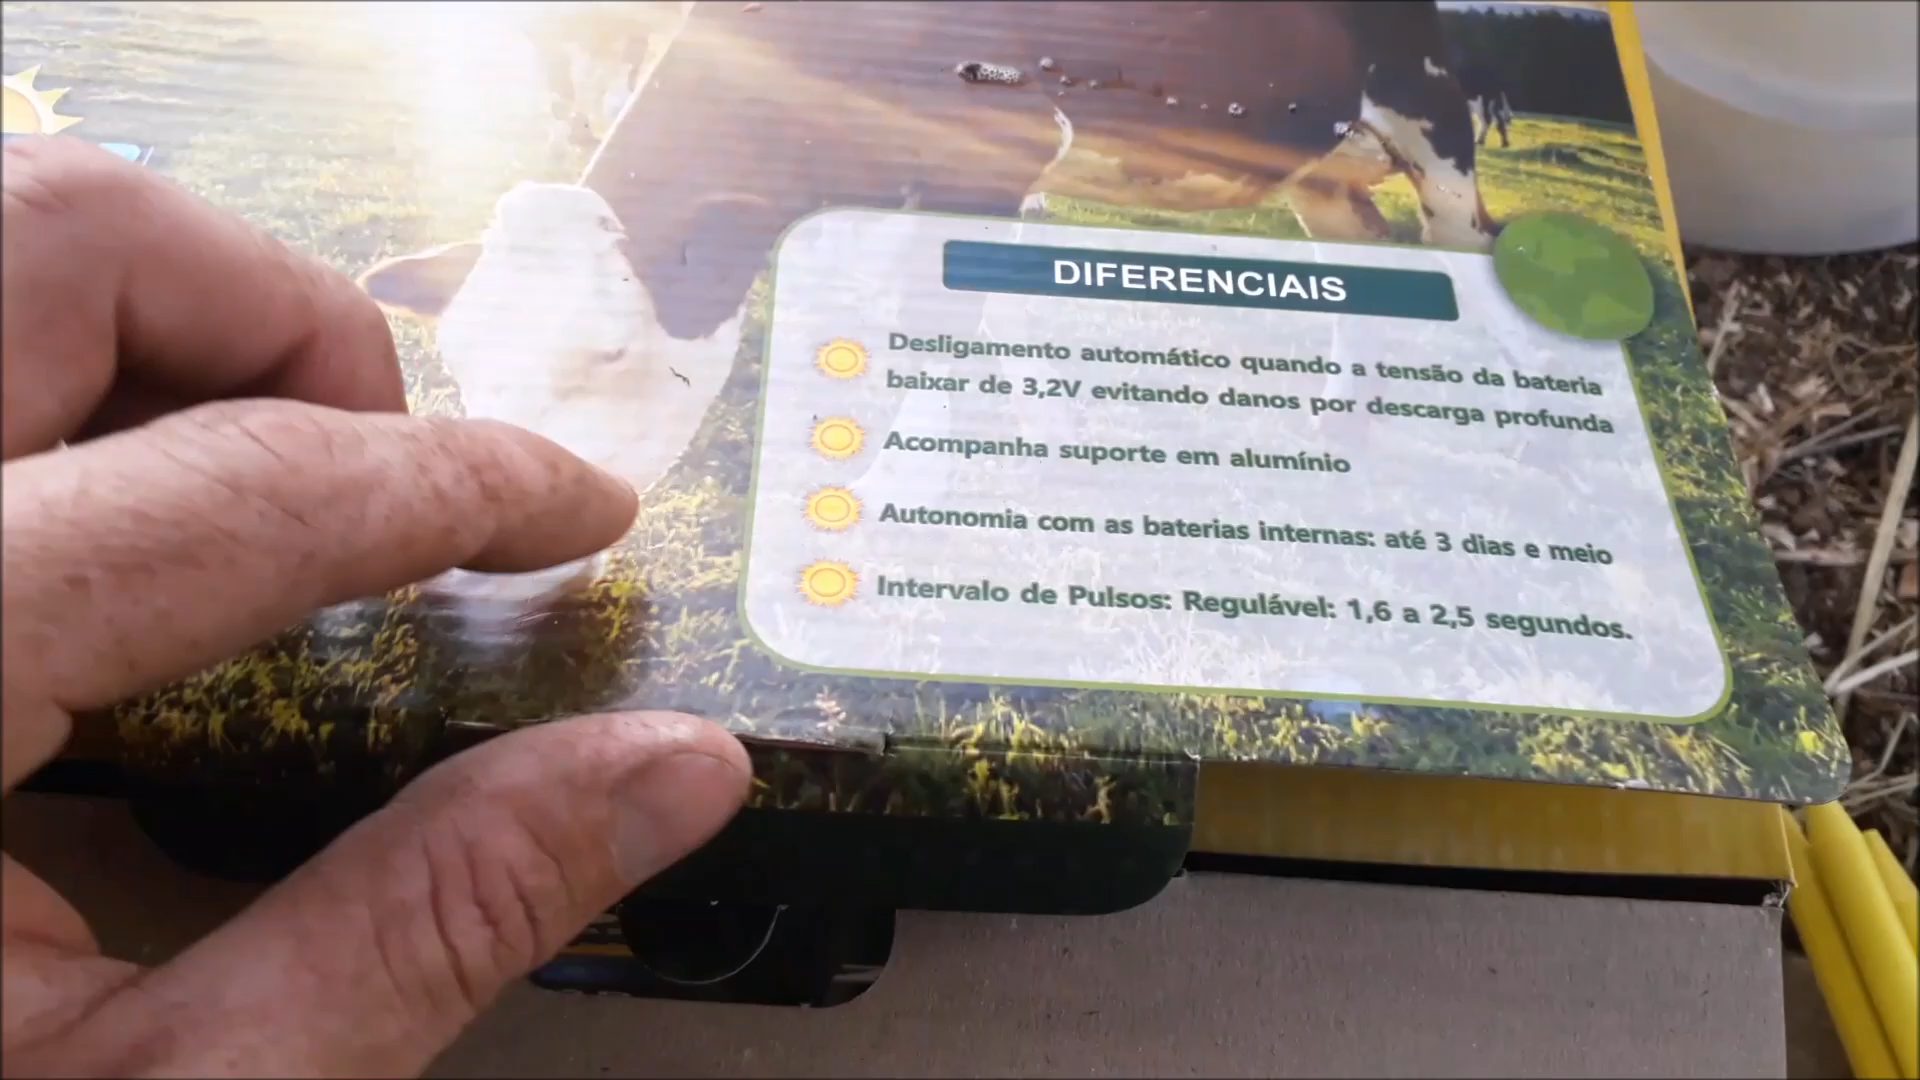 DIFERENCIAIS
Desligamento automático quando a tensão da bateria
baixar de 3,2V evitando danos por descarga profunda
Acompanha suporte em alumínio
Autonomia com as baterias internas: até 3 dias e meio
Intervalo de Pulsos: Regulável: 1,6 a 2,5 segundos.